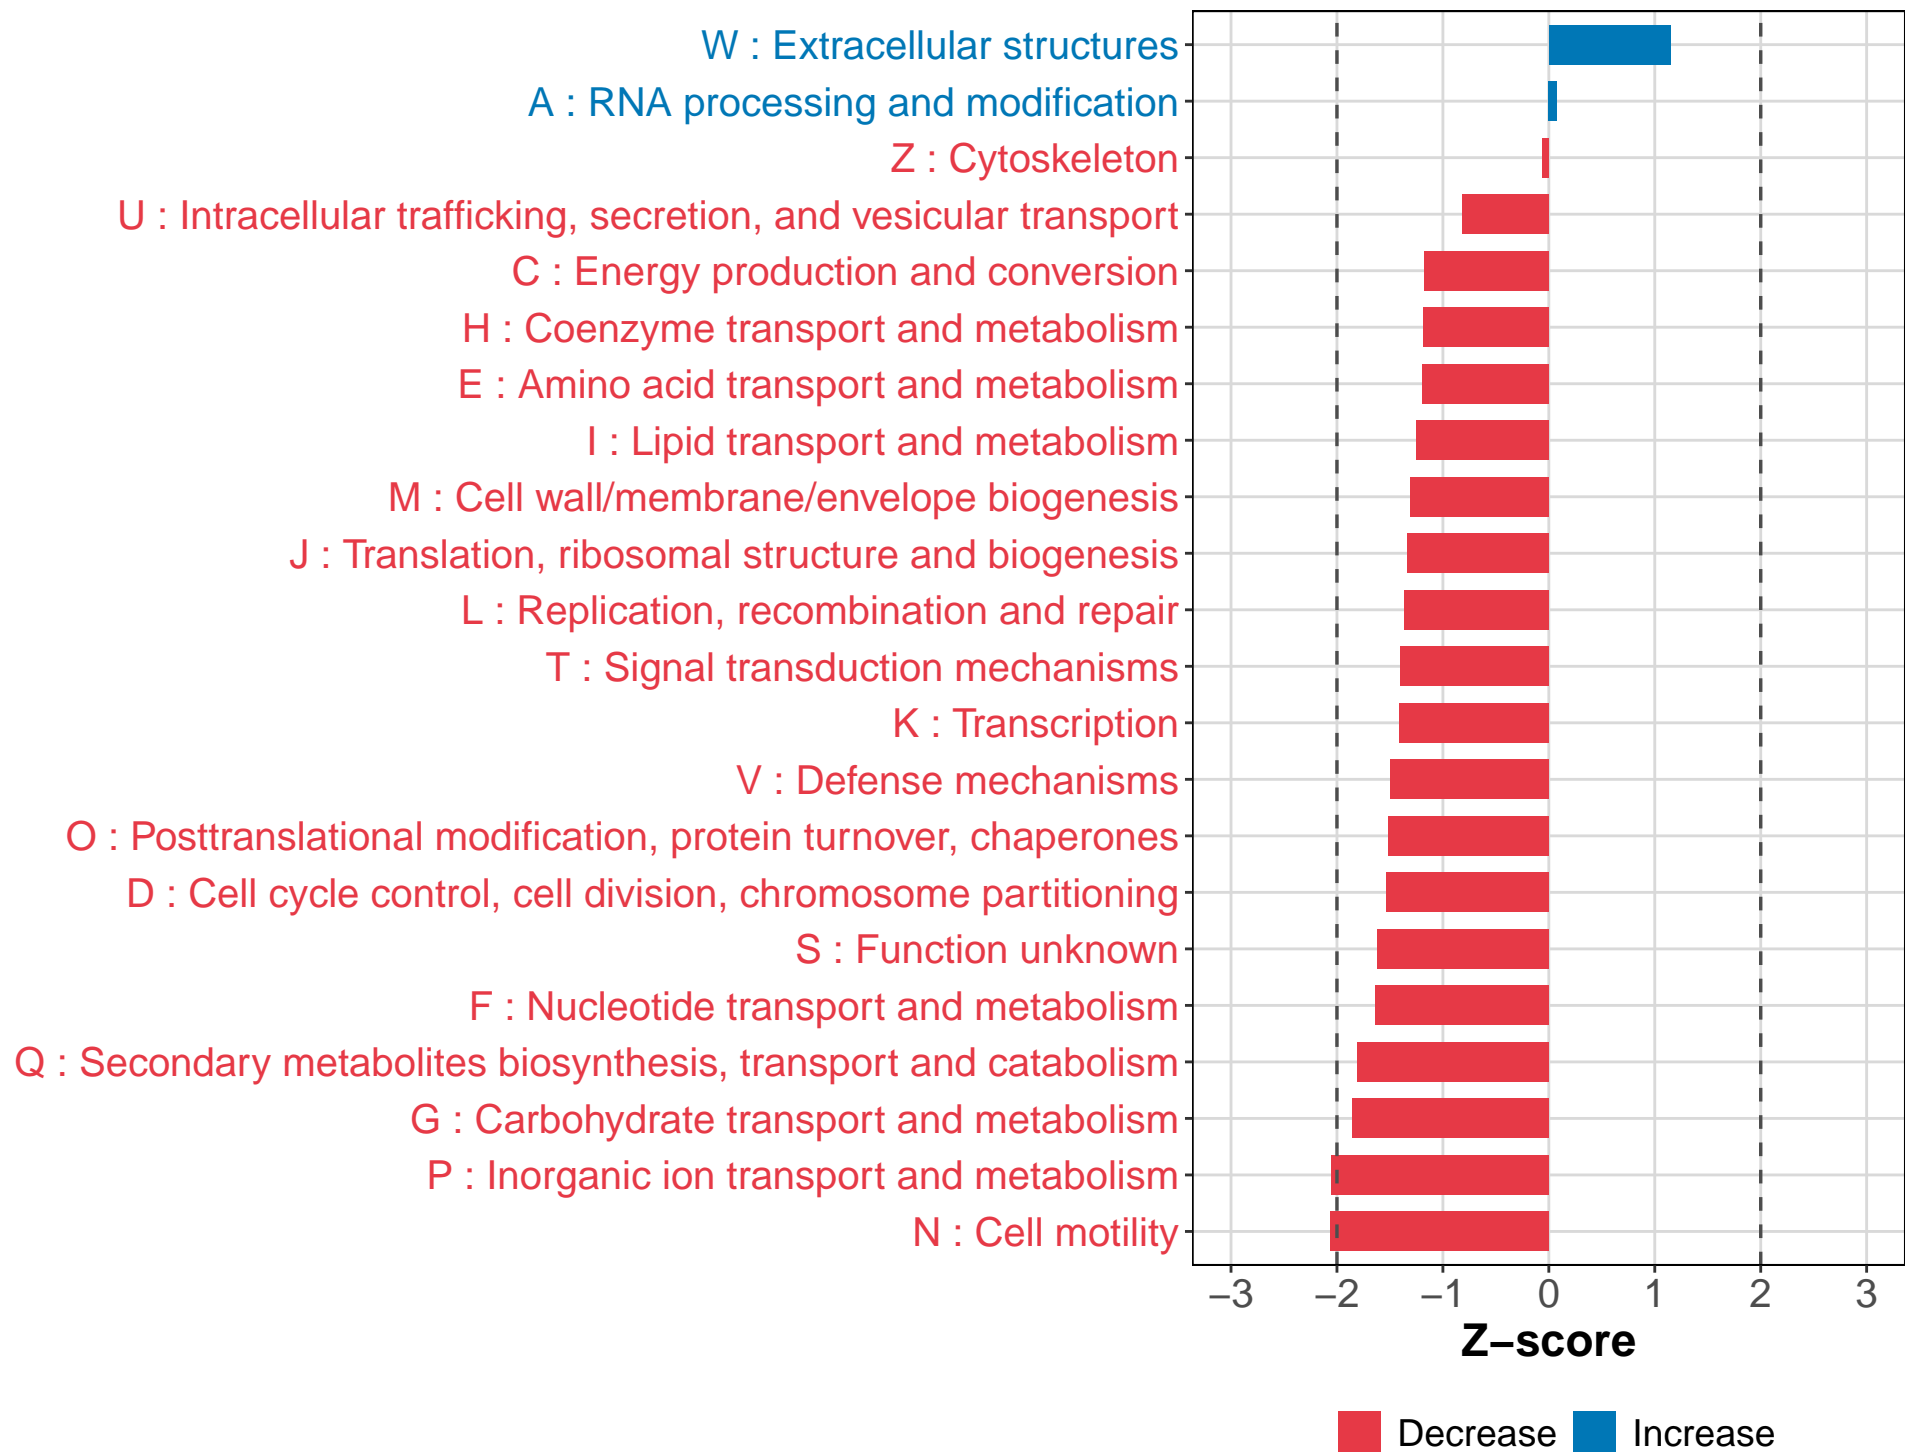 W : Extracellular structures
A : RNA processing and modification
Z : Cytoskeleton
U : Intracellular trafficking, secretion, and vesicular transport
C : Energy production and conversion
H : Coenzyme transport and metabolism
E : Amino acid transport and metabolism
I : Lipid transport and metabolism
M : Cell wall/membrane/envelope biogenesis
J : Translation, ribosomal structure and biogenesis
L : Replication, recombination and repair
T : Signal transduction mechanisms
K : Transcription
V : Defense mechanisms
O : Posttranslational modification, protein turnover, chaperones
D : Cell cycle control, cell division, chromosome partitioning
S : Function unknown
F : Nucleotide transport and metabolism
Q : Secondary metabolites biosynthesis, transport and catabolism
G : Carbohydrate transport and metabolism
P : Inorganic ion transport and metabolism
N : Cell motility
−3 −2 −1 0 1 2 3
Z−score
Decrease Increase